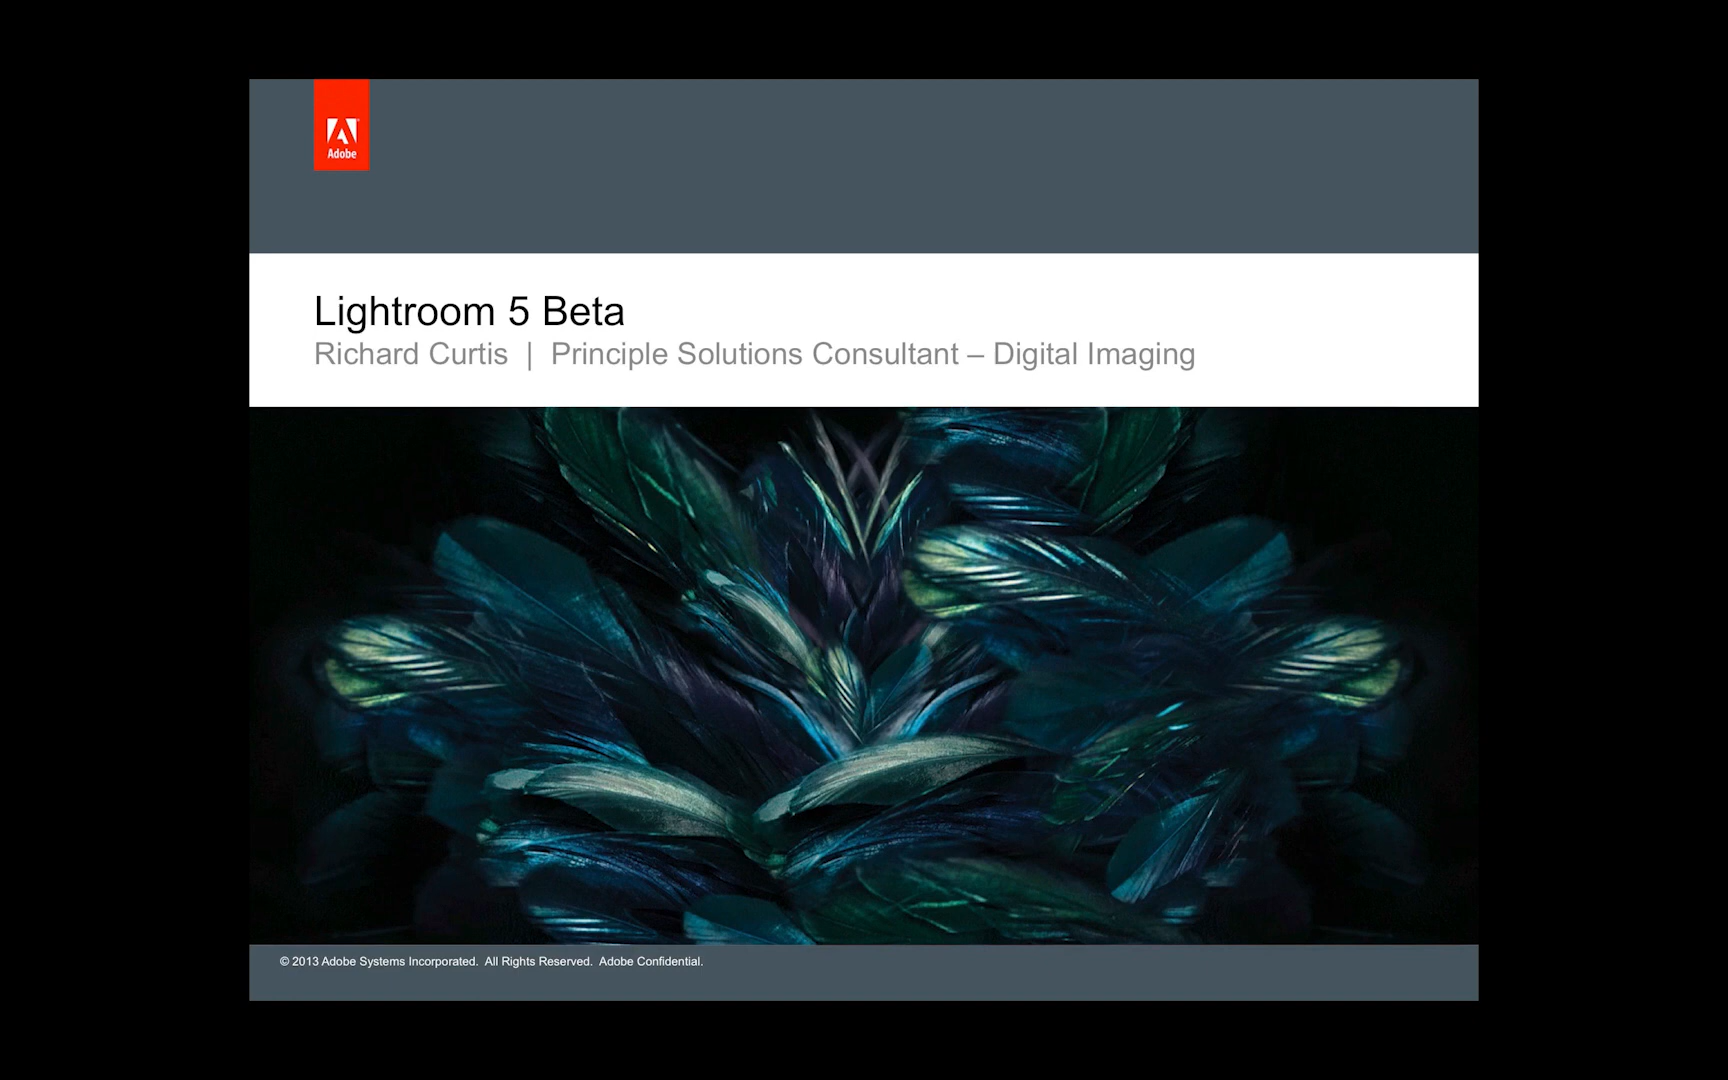 Adobe
Lightroom 5 Beta
Richard Curtis | Principle Solutions Consultant – Digital Imaging
© 2013 Adobe Systems Incorporated. All Rights Reserved. Adobe Confidential.